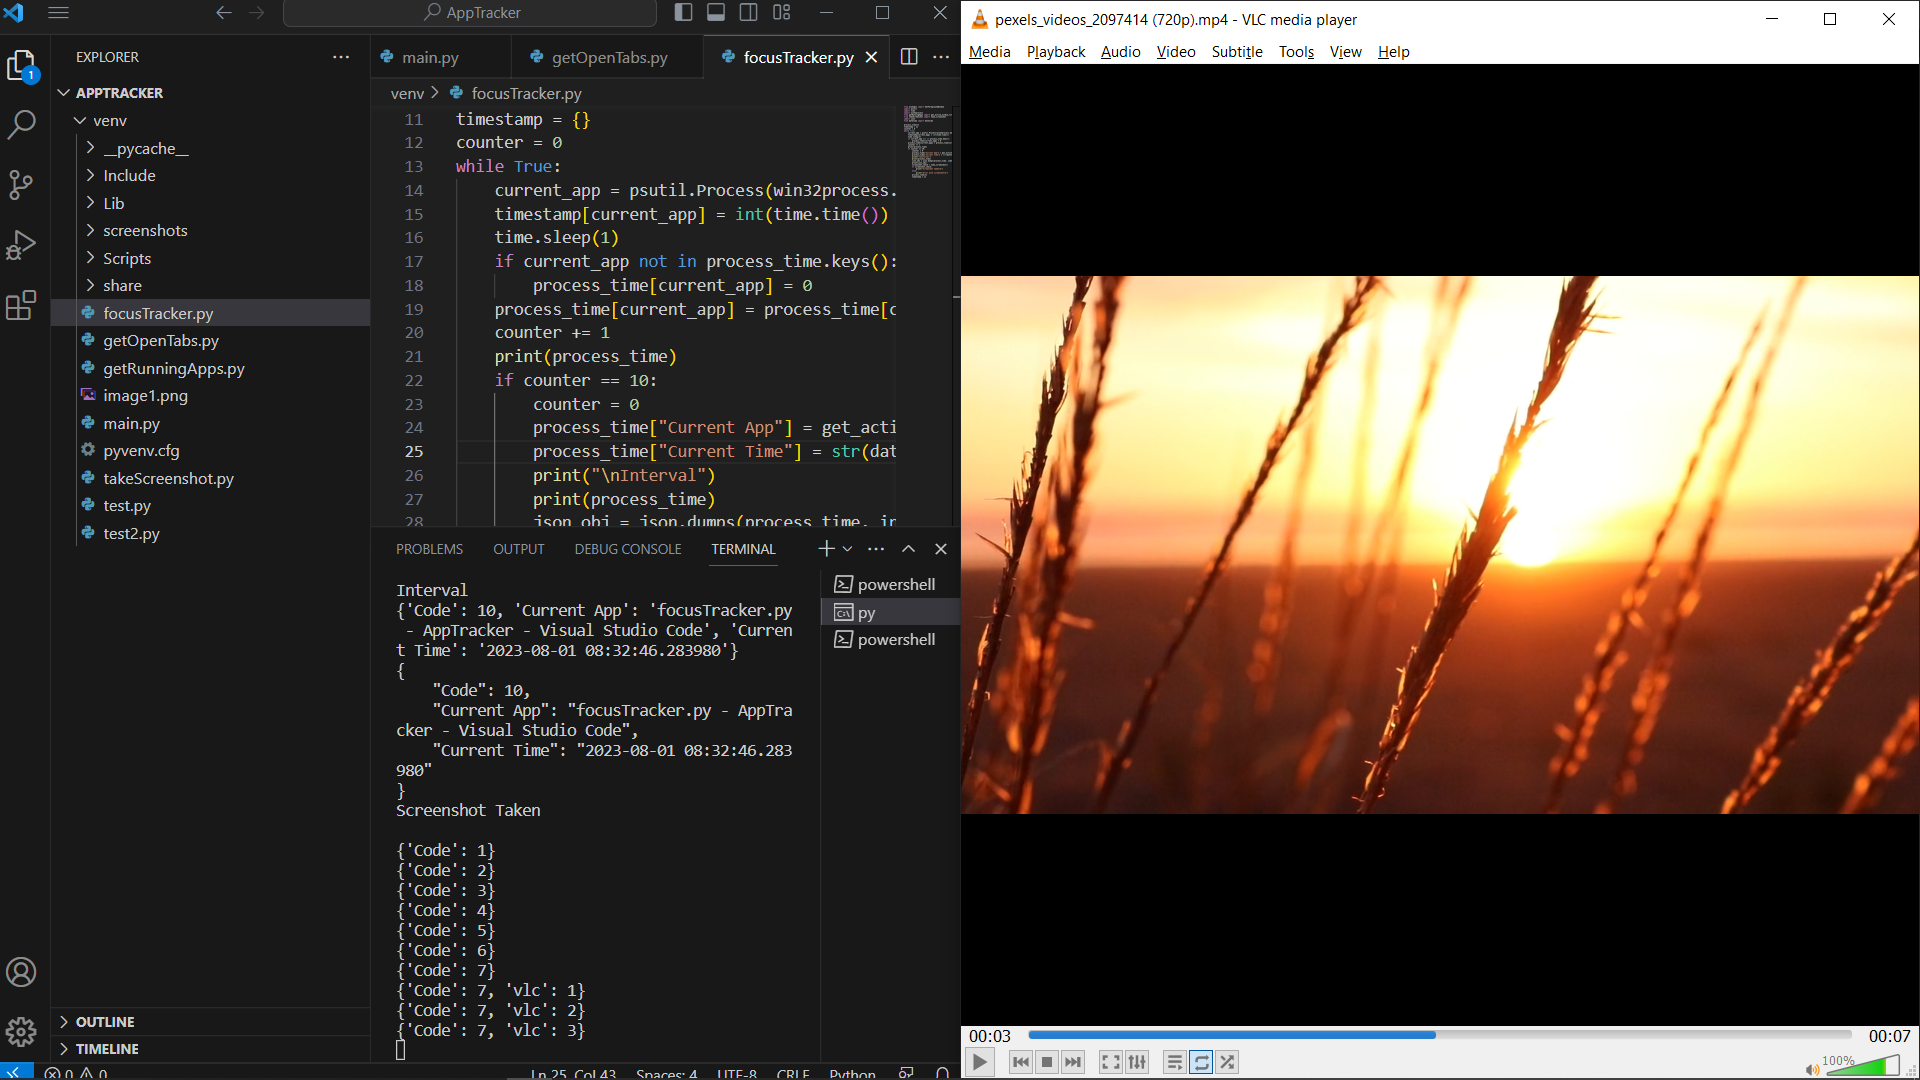 AppTracker
EXPLORER
1
APPTRACKER
venv
__pycache__
Include
Lib
screenshots
Scripts
share
focusTracker.py
getOpenTabs.py
getRunningApps.py
image1.png
main.py
pyvenv.cfg
takeScreenshot.py
test.py
test2.py
OUTLINE
TIMELINE
main.py
getOpenTabs.py
focusTracker.py
venv > focusTracker.py
11 timestamp = {}
12 counter = 0
13 while True:
14 current_app = psutil.Process(win32process.
15 timestamp[current_app] = int(time.time())
16 time.sleep(1)
17 if current_app not in process_time.keys():
18 process_time[current_app] = 0
19 process_time[current_app] = process_time[c
20 counter += 1
21 print(process_time)
22 if counter == 10:
23 counter = 0
24 process_time["Current App"] = get_acti
25 process_time["Current Time"] = str(dat
26 print("\nInterval")
27 print(process_time)
28 json_obj = json.dumps(process_time, in
PROBLEMS OUTPUT DEBUG CONSOLE TERMINAL
Interval
{'Code': 10, 'Current App': 'focusTracker.py
- AppTracker - Visual Studio Code', 'Curren
t Time': '2023-08-01 08:32:46.283980'}
{
"Code": 10,
"Current App": "focusTracker.py - AppTra
cker - Visual Studio Code",
"Current Time": "2023-08-01 08:32:46.283
980"
}
Screenshot Taken
{'Code': 1}
{'Code': 2}
{'Code': 3}
{'Code': 4}
{'Code': 5}
{'Code': 6}
{'Code': 7}
{'Code': 7, 'vlc': 1}
{'Code': 7, 'vlc': 2}
{'Code': 7, 'vlc': 3}
powershell
py
powershell
0 0 Ln 25, Col 43 Spaces: 4 UTF-8 CRLF Python
pexels_videos_2097414 (720p).mp4 - VLC media player
Media Playback Audio Video Subtitle Tools View Help
00:03 00:07
100%